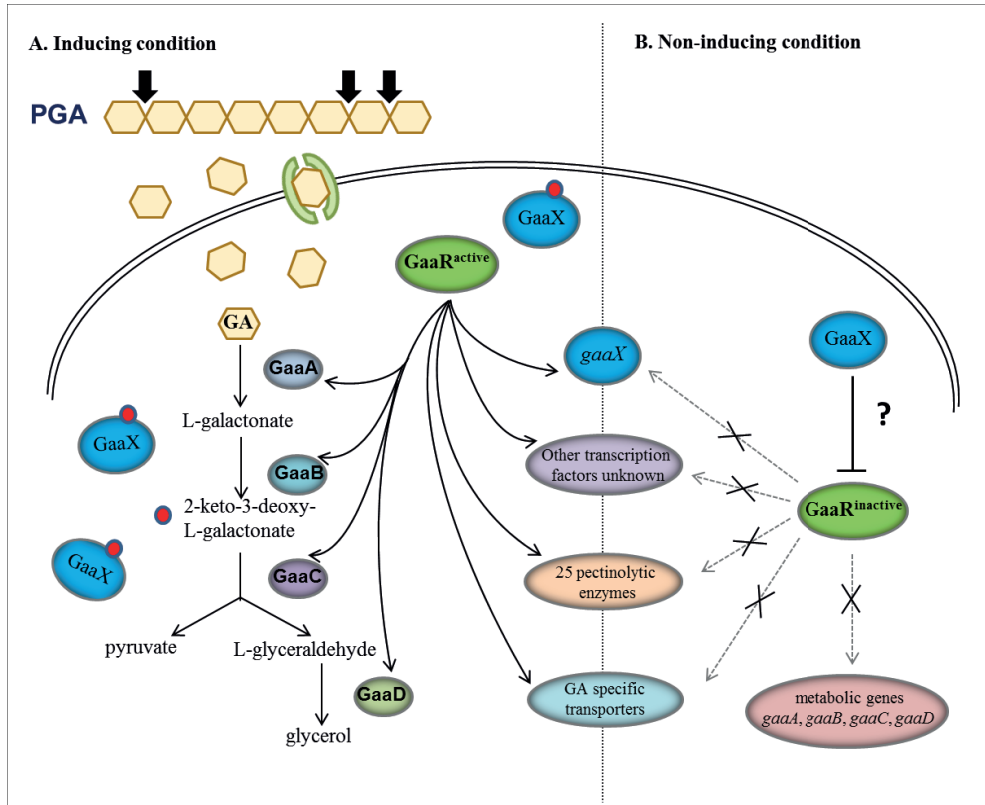 A. Inducing condition
B. Non-inducing condition
PGA
GaaX
GaaR^active
GA
GaaA
gaaX
GaaX
?
L-galactonate
GaaX
GaaB
Other transcription
factors unknown
2-keto-3-deoxy-
L-galactonate
GaaR^inactive
GaaX
GaaC
25 pectinolytic
enzymes
pyruvate
L-glyceraldehyde
GaaD
GA specific
transporters
metabolic genes
gaaA, gaaB, gaaC, gaaD
glycerol